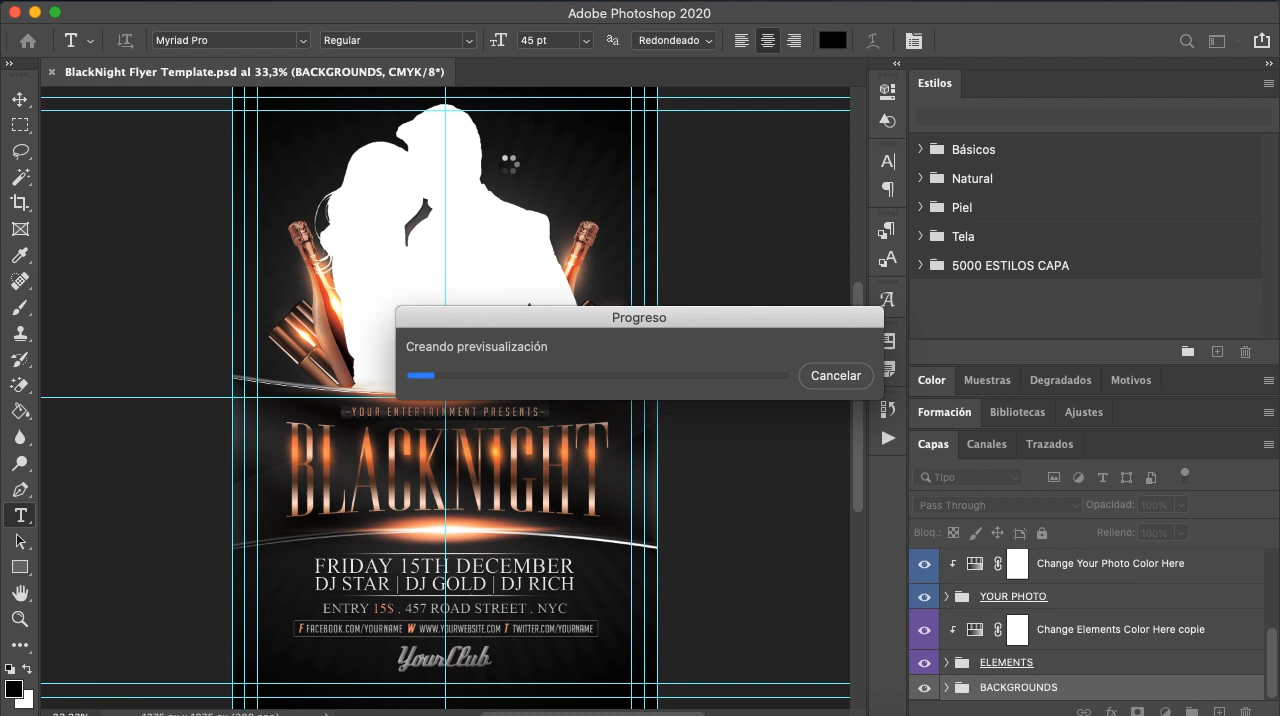 Adobe Photoshop 2020
Myriad Pro
Regular
45 pt
Redondeado
BlackNight Flyer Template.psd al 33,3% (BACKGROUNDS, CMYK/8*)
Estilos
Básicos
Natural
Piel
Tela
5000 ESTILOS CAPA
Progreso
Creando previsualización
Cancelar
-YOUR ENTERTAINMENT PRESENTS-
BLACKNIGHT
FRIDAY 15TH DECEMBER
DJ STAR | DJ GOLD | DJ RICH
ENTRY 15$ . 457 ROAD STREET . NYC
F FACEBOOK.COM/YOURNAME W WWW.YOURWEBSITE.COM T TWITTER.COM/YOURNAME
YourClub
Color Muestras Degradados Motivos
Formación Bibliotecas Ajustes
Capas Canales Trazados
Tipo
Pass Through Opacidad: 100%
Bloq.: Relleno: 100%
Change Your Photo Color Here
YOUR PHOTO
Change Elements Color Here copie
ELEMENTS
BACKGROUNDS